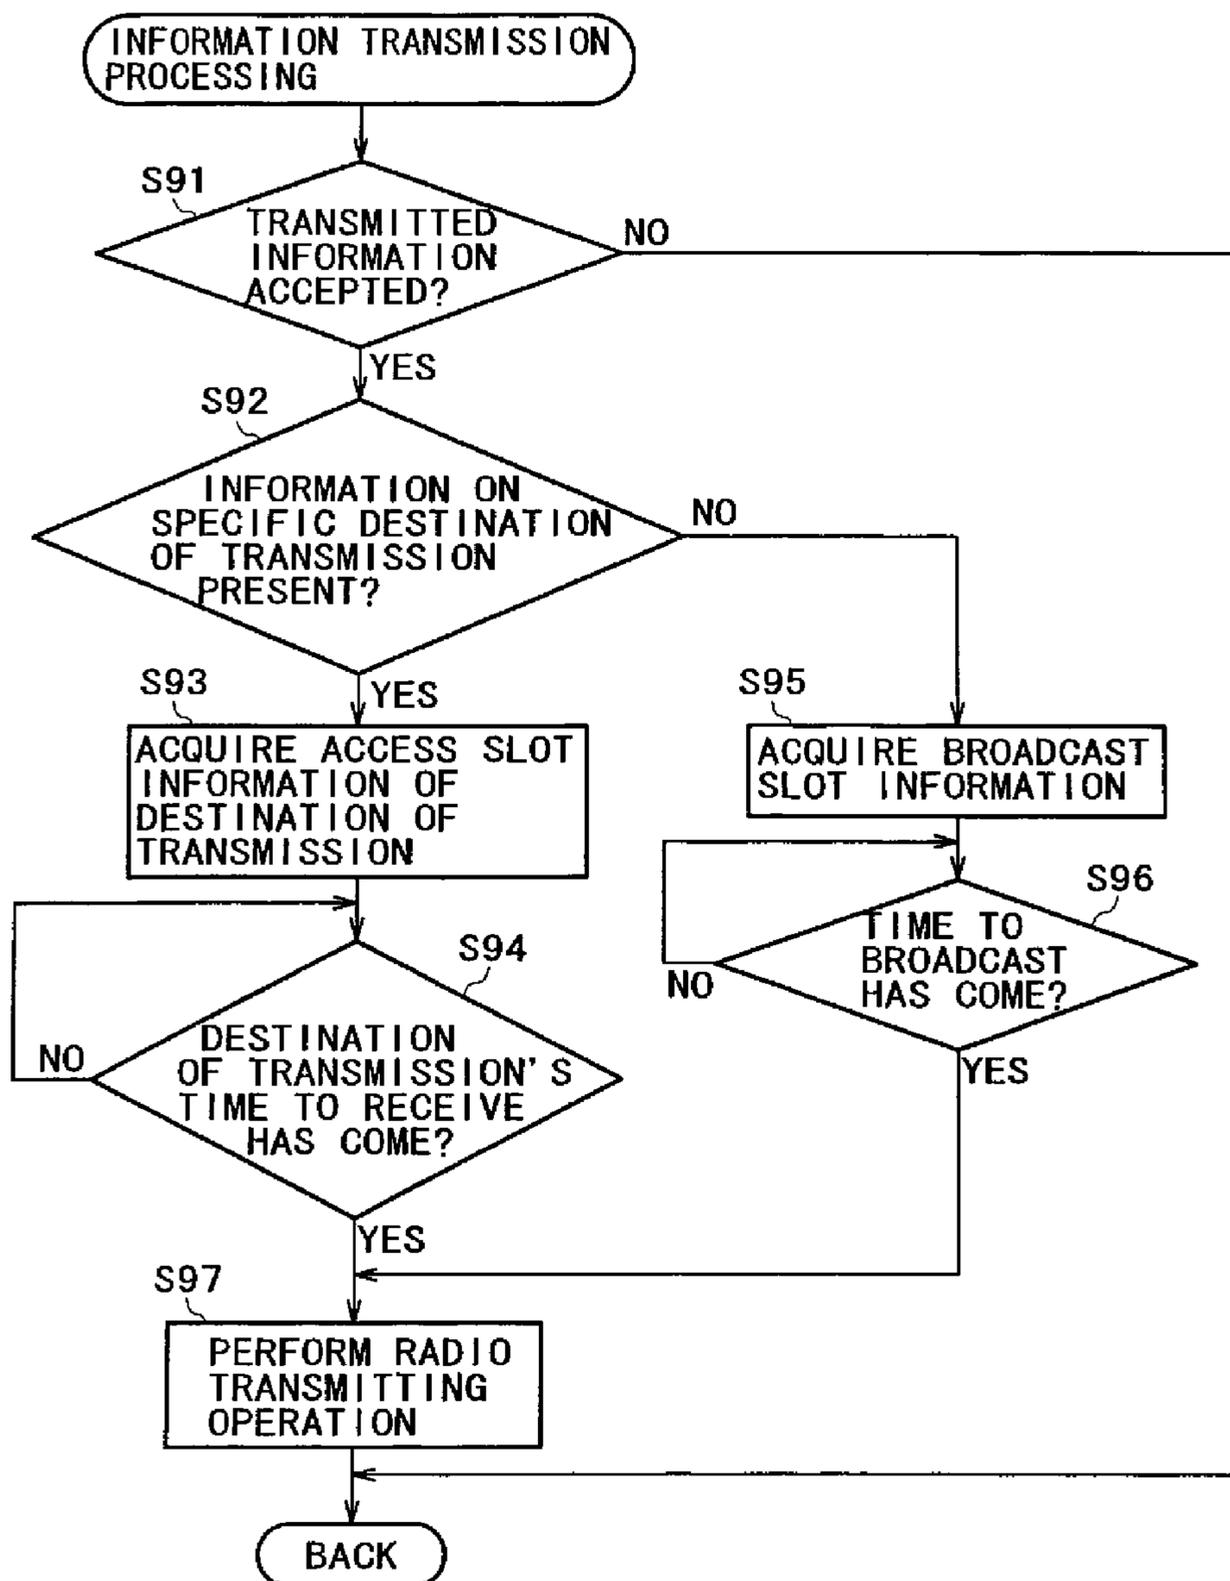 INFORMATION TRANSMISSION
PROCESSING
S91
TRANSMITTED
INFORMATION
ACCEPTED?
NO
YES
S92
INFORMATION ON
SPECIFIC DESTINATION
OF TRANSMISSION
PRESENT?
NO
YES
S93
ACQUIRE ACCESS SLOT
INFORMATION OF
DESTINATION OF
TRANSMISSION
S95
ACQUIRE BROADCAST
SLOT INFORMATION
S96
TIME TO
BROADCAST
HAS COME?
NO
YES
S94
DESTINATION
OF TRANSMISSION'S
TIME TO RECEIVE
HAS COME?
NO
YES
S97
PERFORM RADIO
TRANSMITTING
OPERATION
BACK